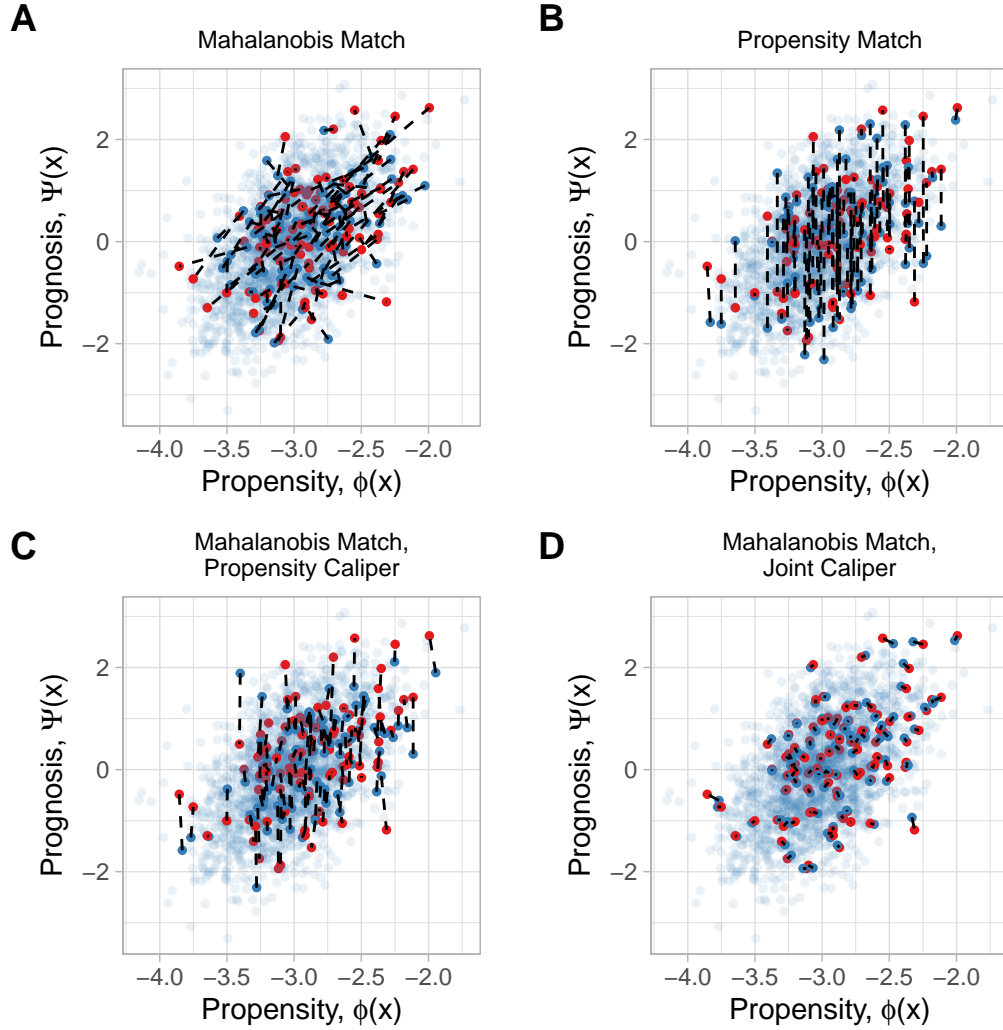 A
Mahalanobis Match
Prognosis, Ψ(x)
2
0
−2
−4.0 −3.5 −3.0 −2.5 −2.0
Propensity, ϕ(x)
B
Propensity Match
Prognosis, Ψ(x)
2
0
−2
−4.0 −3.5 −3.0 −2.5 −2.0
Propensity, ϕ(x)
C
Mahalanobis Match,
Propensity Caliper
Prognosis, Ψ(x)
2
0
−2
−4.0 −3.5 −3.0 −2.5 −2.0
Propensity, ϕ(x)
D
Mahalanobis Match,
Joint Caliper
Prognosis, Ψ(x)
2
0
−2
−4.0 −3.5 −3.0 −2.5 −2.0
Propensity, ϕ(x)